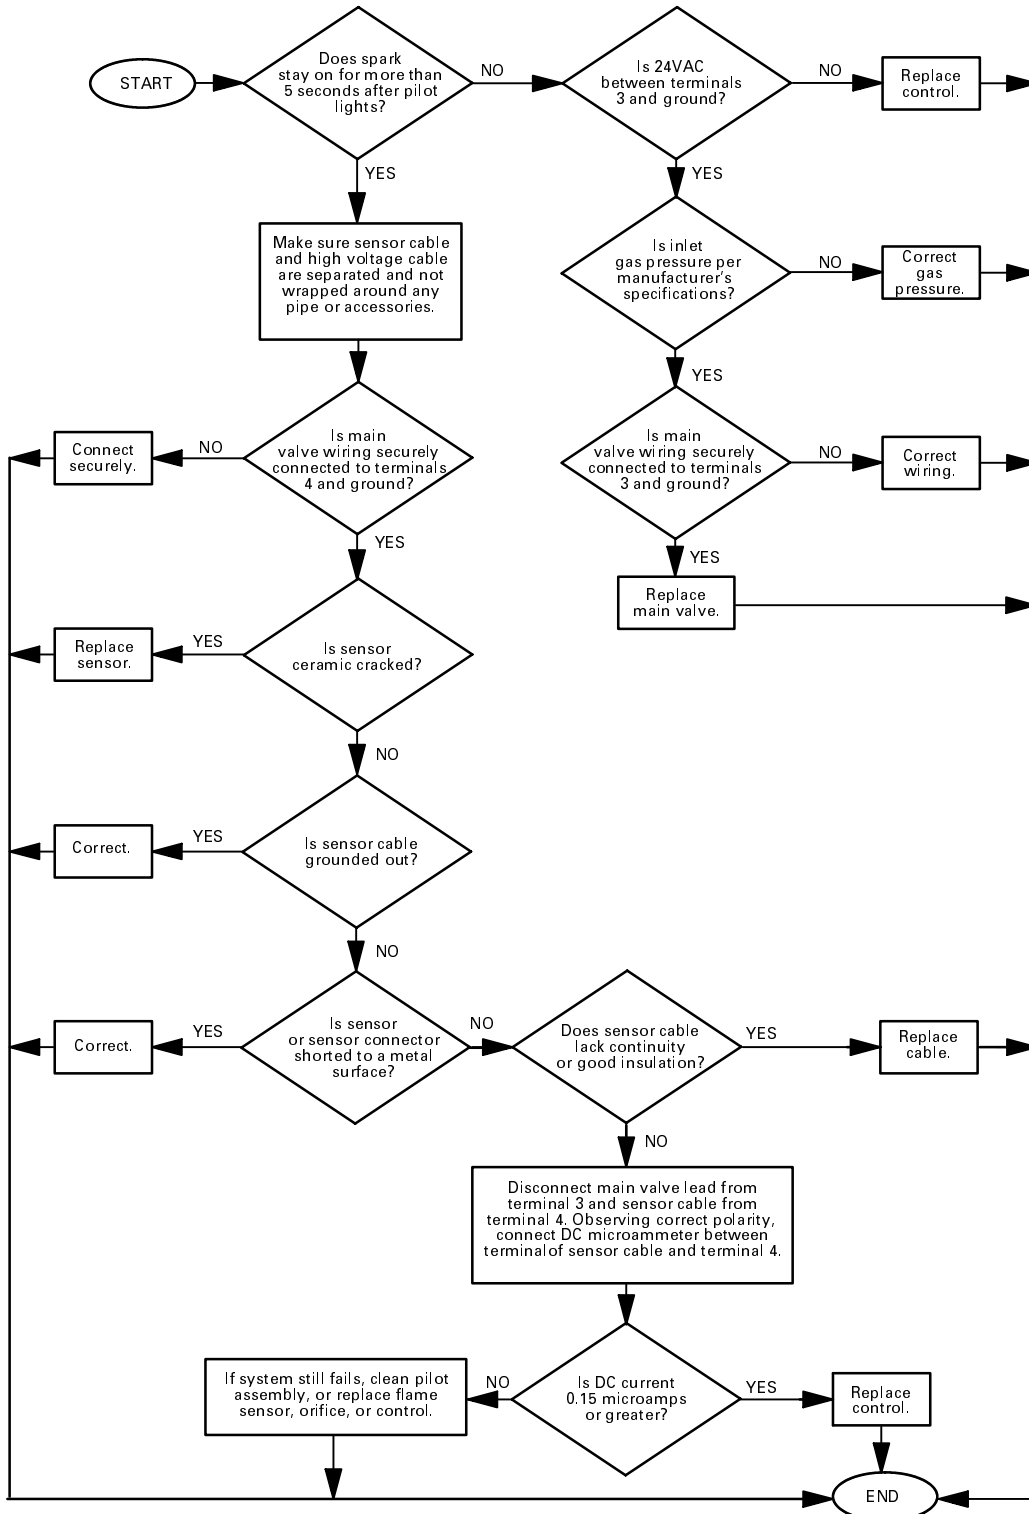 START
Does spark
stay on for more than
5 seconds after pilot
lights?
NO
Is 24VAC
between terminals
3 and ground?
NO
Replace
control.
YES
YES
Make sure sensor cable
and high voltage cable
are separated and not
wrapped around any
pipe or accessories.
Is inlet
gas pressure per
manufacturer's
specifications?
NO
Correct
gas
pressure.
YES
Connect
securely.
NO
Is main
valve wiring securely
connected to terminals
4 and ground?
Is main
valve wiring securely
connected to terminals
3 and ground?
NO
Correct
wiring.
YES
YES
Replace
main valve.
Replace
sensor.
YES
Is sensor
ceramic cracked?
NO
Correct.
YES
Is sensor cable
grounded out?
NO
Correct.
YES
Is sensor
or sensor connector
shorted to a metal
surface?
NO
Does sensor cable
lack continuity
or good insulation?
YES
Replace
cable.
NO
Disconnect main valve lead from
terminal 3 and sensor cable from
terminal 4. Observing correct polarity,
connect DC microammeter between
terminalof sensor cable and terminal 4.
If system still fails, clean pilot
assembly, or replace flame
sensor, orifice, or control.
NO
Is DC current
0.15 microamps
or greater?
YES
Replace
control.
END